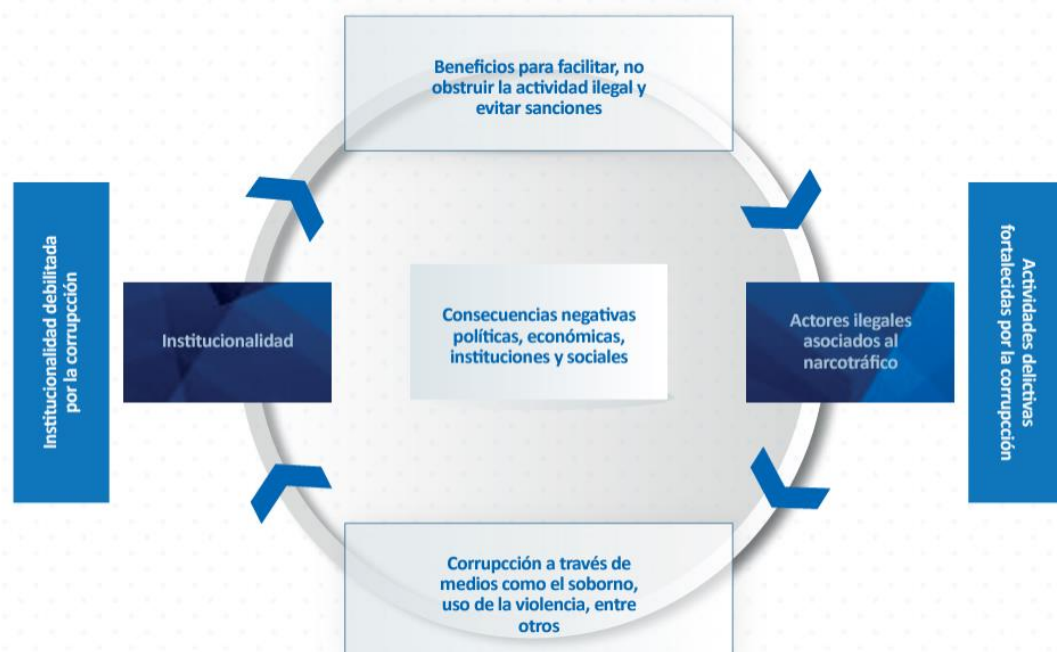 Beneficios para facilitar, no
obstruir la actividad ilegal y
evitar sanciones
Institucionalidad debilitada
por la corrupcción
Institucionalidad
Consecuencias negativas
políticas, económicas,
instituciones y sociales
Actores ilegales
asociados al
narcotráfico
Actividades delictivas
fortalecidas por la corrupcción
Corrupcción a través de
medios como el soborno,
uso de la violencia, entre
otros